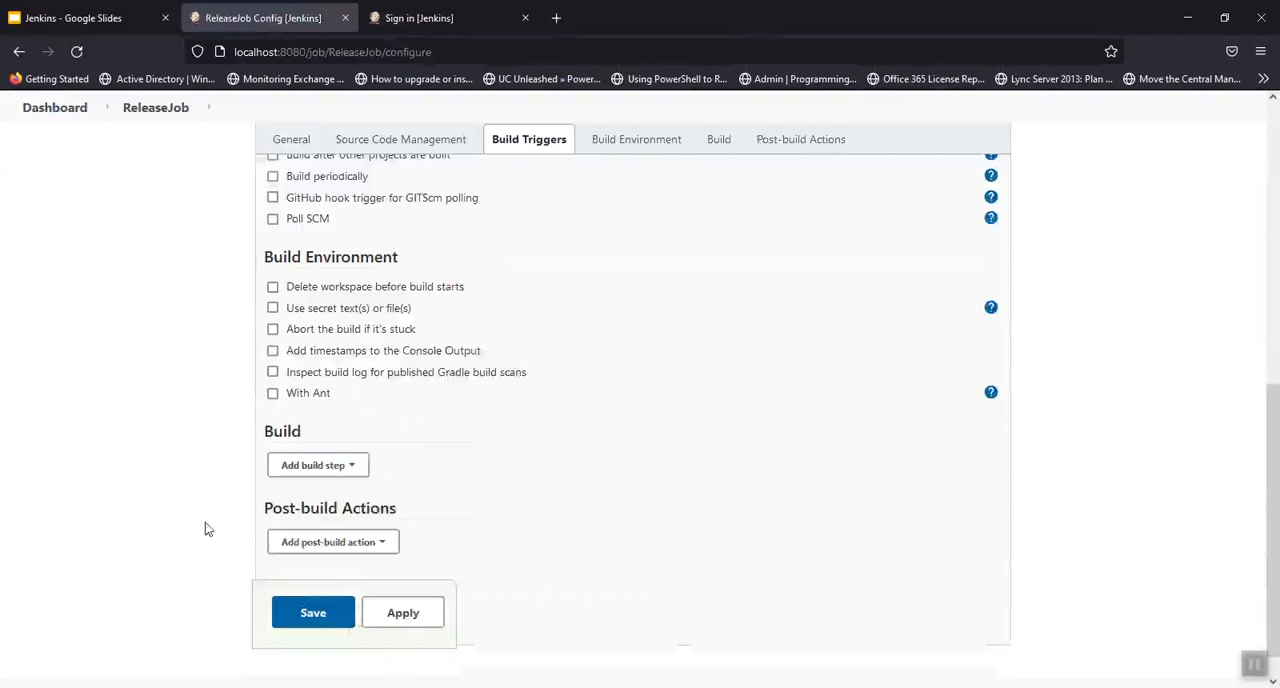 Jenkins - Google Slides
ReleaseJob Config [Jenkins]
Sign in [Jenkins]
localhost:8080/job/ReleaseJob/configure
Getting Started
Active Directory | Win...
Monitoring Exchange ...
How to upgrade or ins...
UC Unleashed » Power...
Using PowerShell to R...
Admin | Programming...
Office 365 License Rep...
Lync Server 2013: Plan ...
Move the Central Man...
Dashboard
ReleaseJob
General
Source Code Management
Build Triggers
Build Environment
Build
Post-build Actions
Build after other projects are built
Build periodically
GitHub hook trigger for GITScm polling
Poll SCM
Build Environment
Delete workspace before build starts
Use secret text(s) or file(s)
Abort the build if it's stuck
Add timestamps to the Console Output
Inspect build log for published Gradle build scans
With Ant
Build
Add build step
Post-build Actions
Add post-build action
Save
Apply